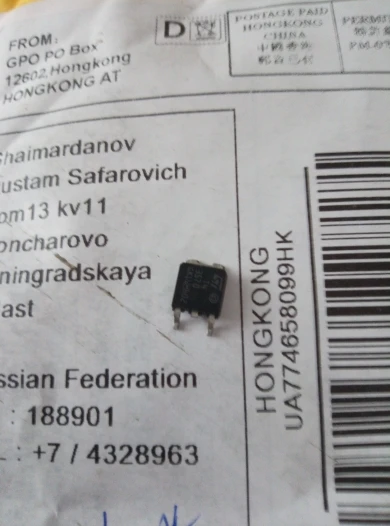 FROM:
GPO PO Box
12602 Hongkong
HONGKONG AT
D
POSTAGE PAID
HONGKONG
CHINA
PERMIT
haimardanov
ustam Safarovich
om13 kv11
oncharovo
ningradskaya
ast
ssian Federation
: 188901
: +7 / 4328963
HONGKONG
UA774658099HK